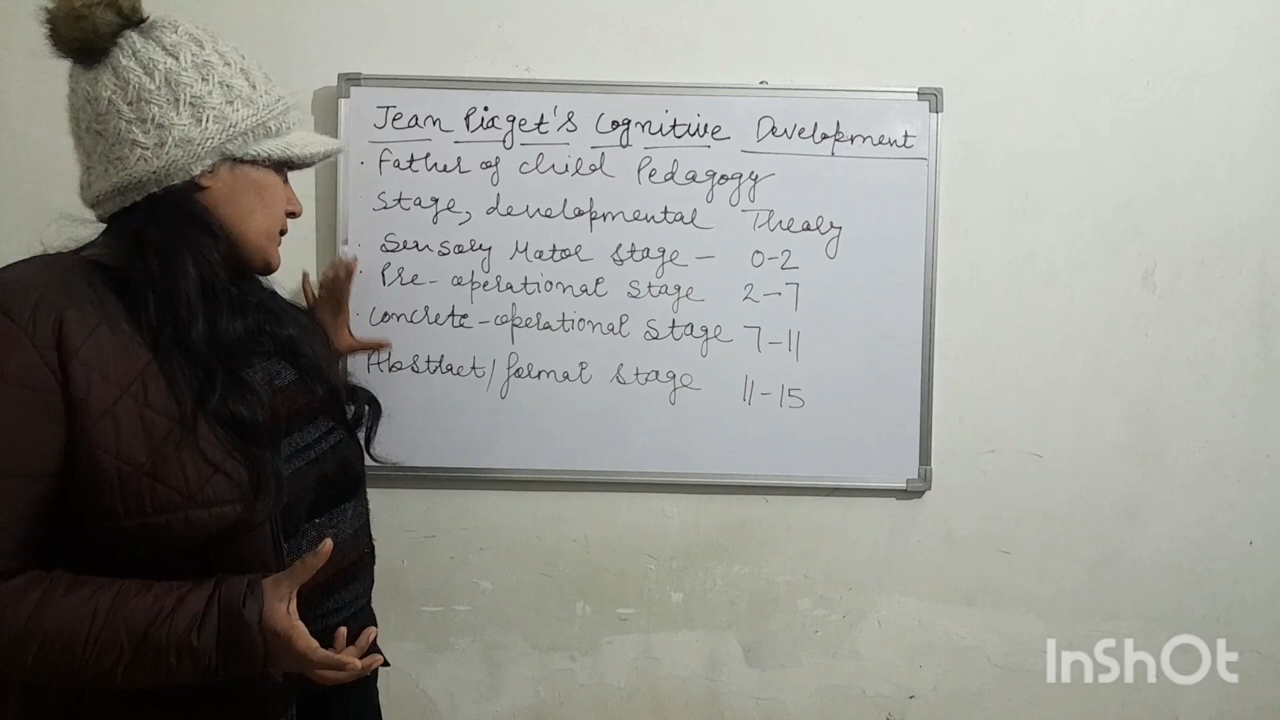 Jean Piaget's Cognitive Development
· Father of child Pedagogy
Stage, developmental Theory
· Sensory Motor Stage - 0-2
· Pre-operational Stage 2-7
· Concrete-operational Stage 7-11
Abstract/formal Stage 11-15
InShOt